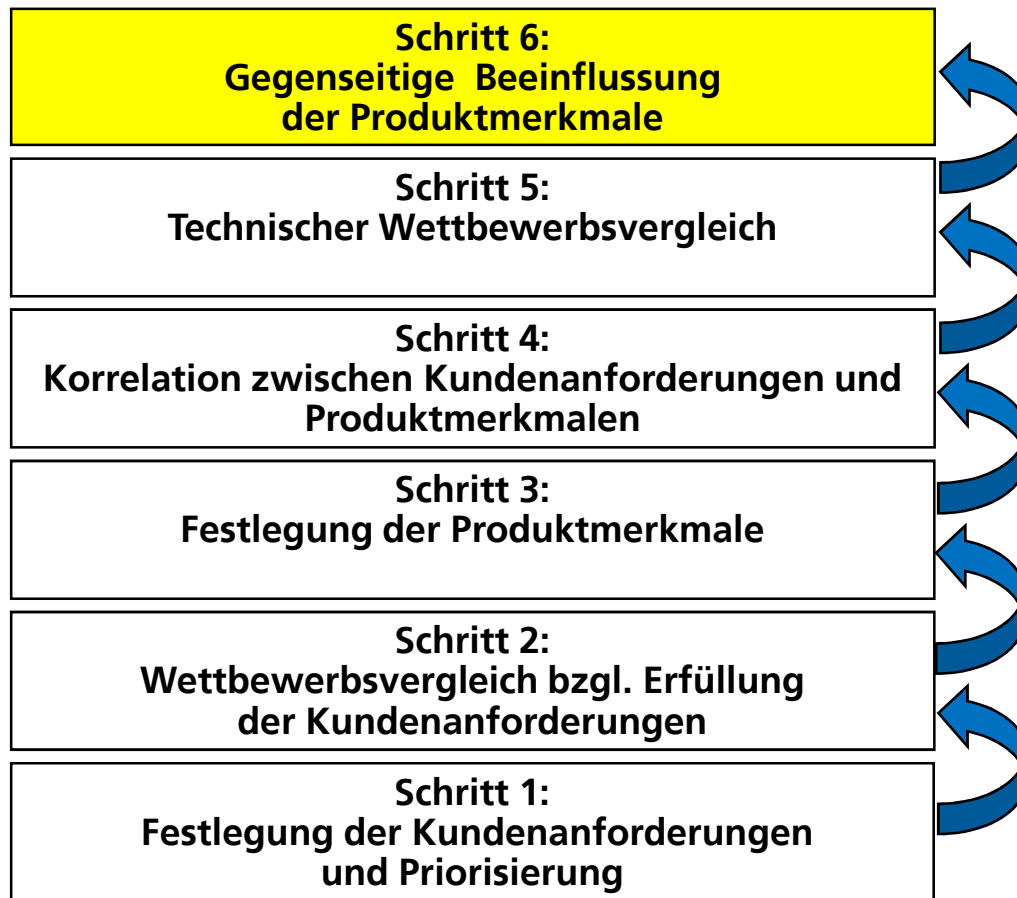 Schritt 6:
Gegenseitige  Beeinflussung
der Produktmerkmale
Schritt 5:
Technischer Wettbewerbsvergleich
Schritt 4:
Korrelation zwischen Kundenanforderungen und
Produktmerkmalen
Schritt 3:
Festlegung der Produktmerkmale
Schritt 2:
Wettbewerbsvergleich bzgl. Erfüllung
der Kundenanforderungen
Schritt 1:
Festlegung der Kundenanforderungen
und Priorisierung